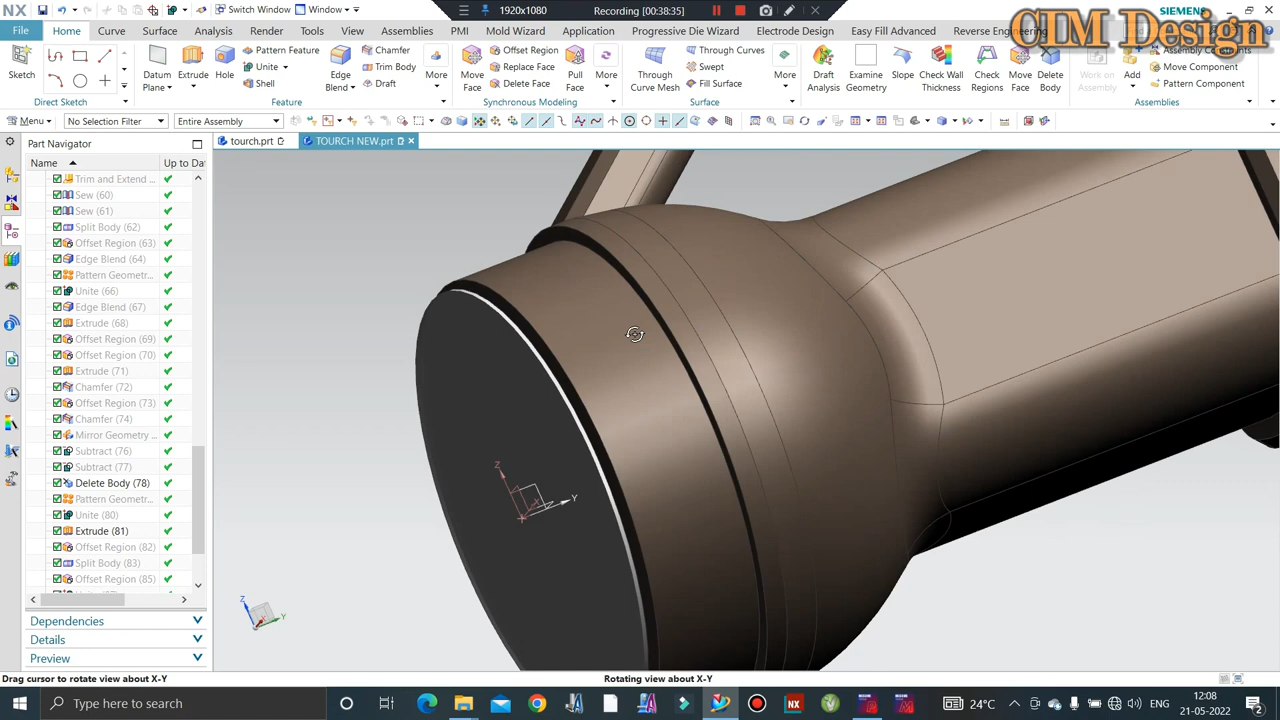 NX Switch Window Window 1920x1080 Recording [00:38:35] SIEMENS
CIM Design
File Home Curve Surface Analysis Render Tools View Assemblies PMI Mold Wizard Application Progressive Die Wizard Electrode Design Easy Fill Advanced Reverse Engineering
Sketch Datum Plane Extrude Hole Pattern Feature Unite Shell Edge Blend Chamfer Trim Body Draft More Move Face Offset Region Replace Face Delete Face Pull Face More Through Curve Mesh Through Curves Swept Fill Surface More Draft Analysis Examine Geometry Slope Check Wall Thickness Check Regions Move Face Delete Body Work on Assembly Add Assembly Constraints Move Component Pattern Component
Direct Sketch Feature Synchronous Modeling Surface Assemblies
Menu No Selection Filter Entire Assembly
Part Navigator tourch.prt TOURCH NEW.prt
Name Up to Dat
Trim and Extend ...
Sew (60)
Sew (61)
Split Body (62)
Offset Region (63)
Edge Blend (64)
Pattern Geometr...
Unite (66)
Edge Blend (67)
Extrude (68)
Offset Region (69)
Offset Region (70)
Extrude (71)
Chamfer (72)
Offset Region (73)
Chamfer (74)
Mirror Geometry ...
Subtract (76)
Subtract (77)
Delete Body (78)
Pattern Geometr...
Unite (80)
Extrude (81)
Offset Region (82)
Split Body (83)
Offset Region (85)
Z
Y
Z
Y
Dependencies
Details
Preview
Drag cursor to rotate view about X-Y Rotating view about X-Y
Type here to search 24°C ENG 12:08
21-05-2022 2